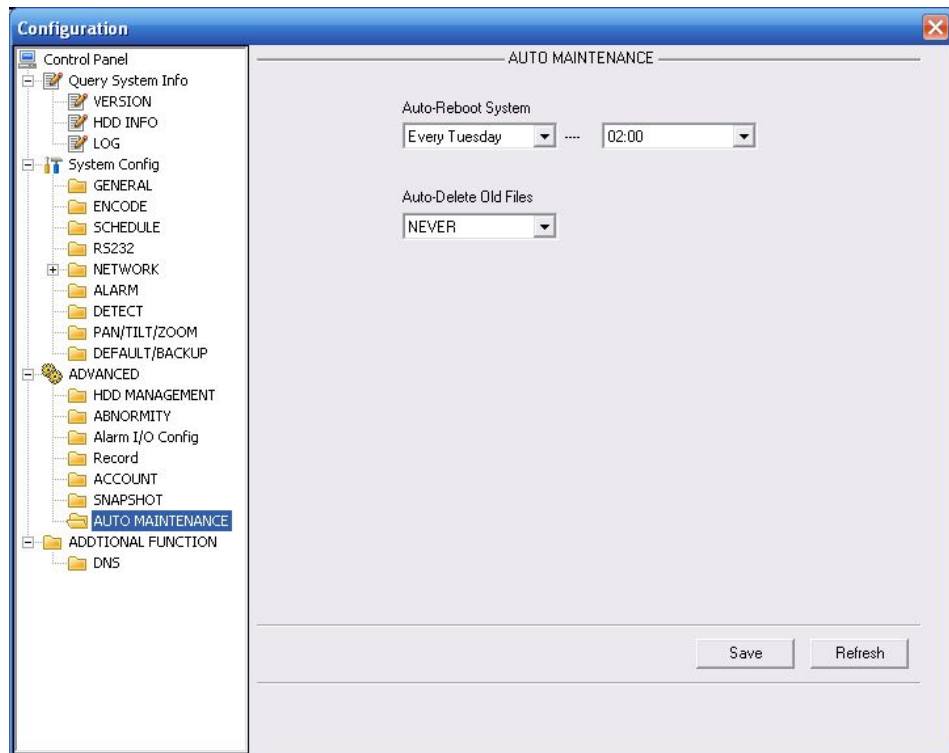 Configuration
Control Panel
Query System Info
VERSION
HDD INFO
LOG
System Config
GENERAL
ENCODE
SCHEDULE
RS232
NETWORK
ALARM
DETECT
PAN/TILT/ZOOM
DEFAULT/BACKUP
ADVANCED
HDD MANAGEMENT
ABNORMITY
Alarm I/O Config
Record
ACCOUNT
SNAPSHOT
AUTO MAINTENANCE
ADDTIONAL FUNCTION
DNS
AUTO MAINTENANCE
Auto-Reboot System
Every Tuesday ---- 02:00
Auto-Delete Old Files
NEVER
Save Refresh